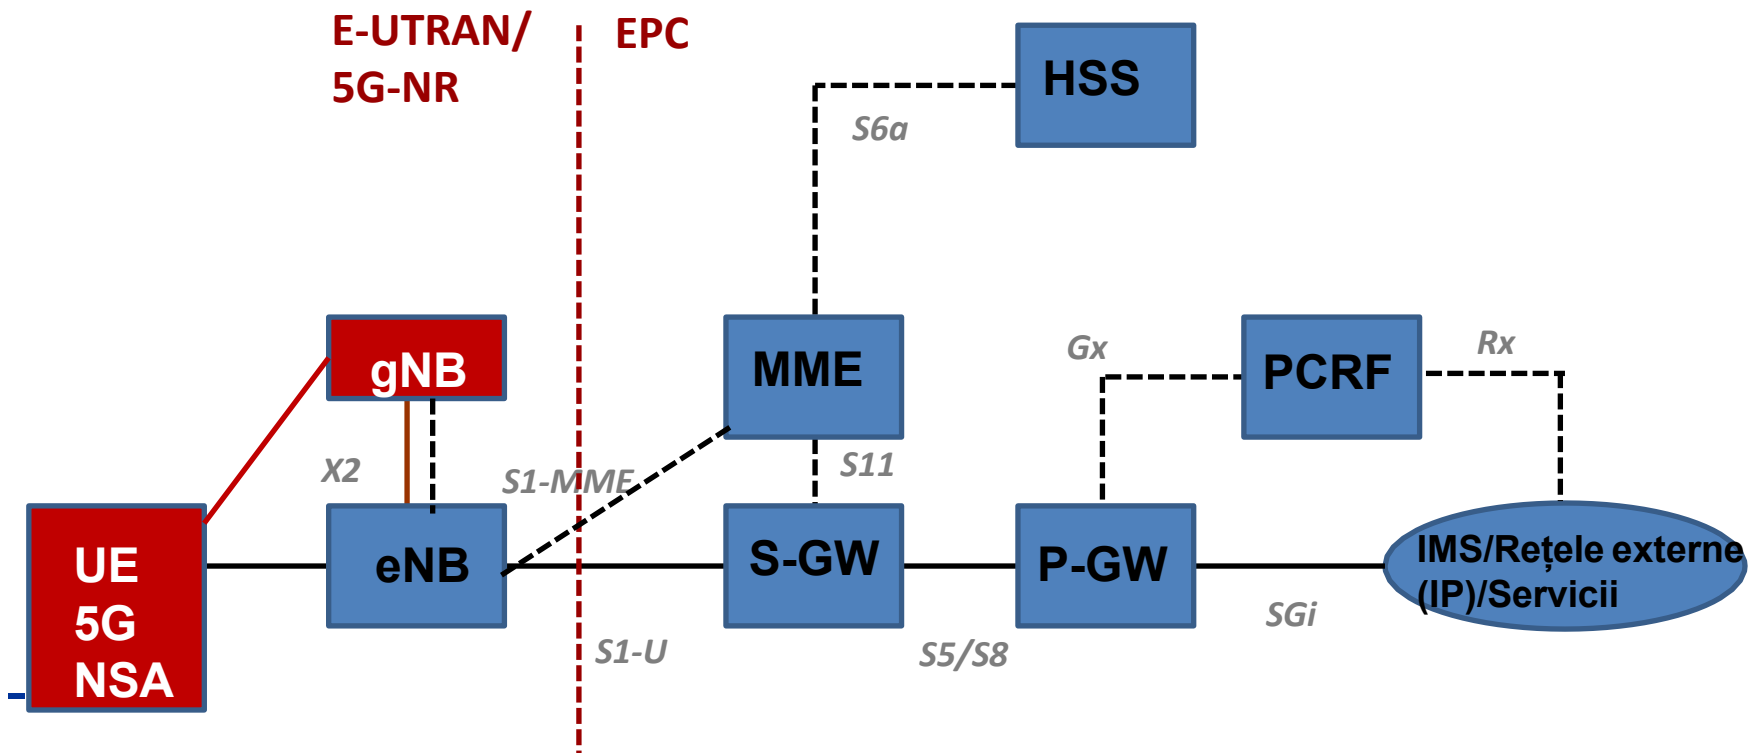 E-UTRAN/
5G-NR
EPC
HSS
S6a
gNB
MME
Gx
PCRF
Rx
X2
S1-MME
S11
UE
5G
NSA
eNB
S-GW
P-GW
IMS/Rețele externe
(IP)/Servicii
S1-U
S5/S8
SGi